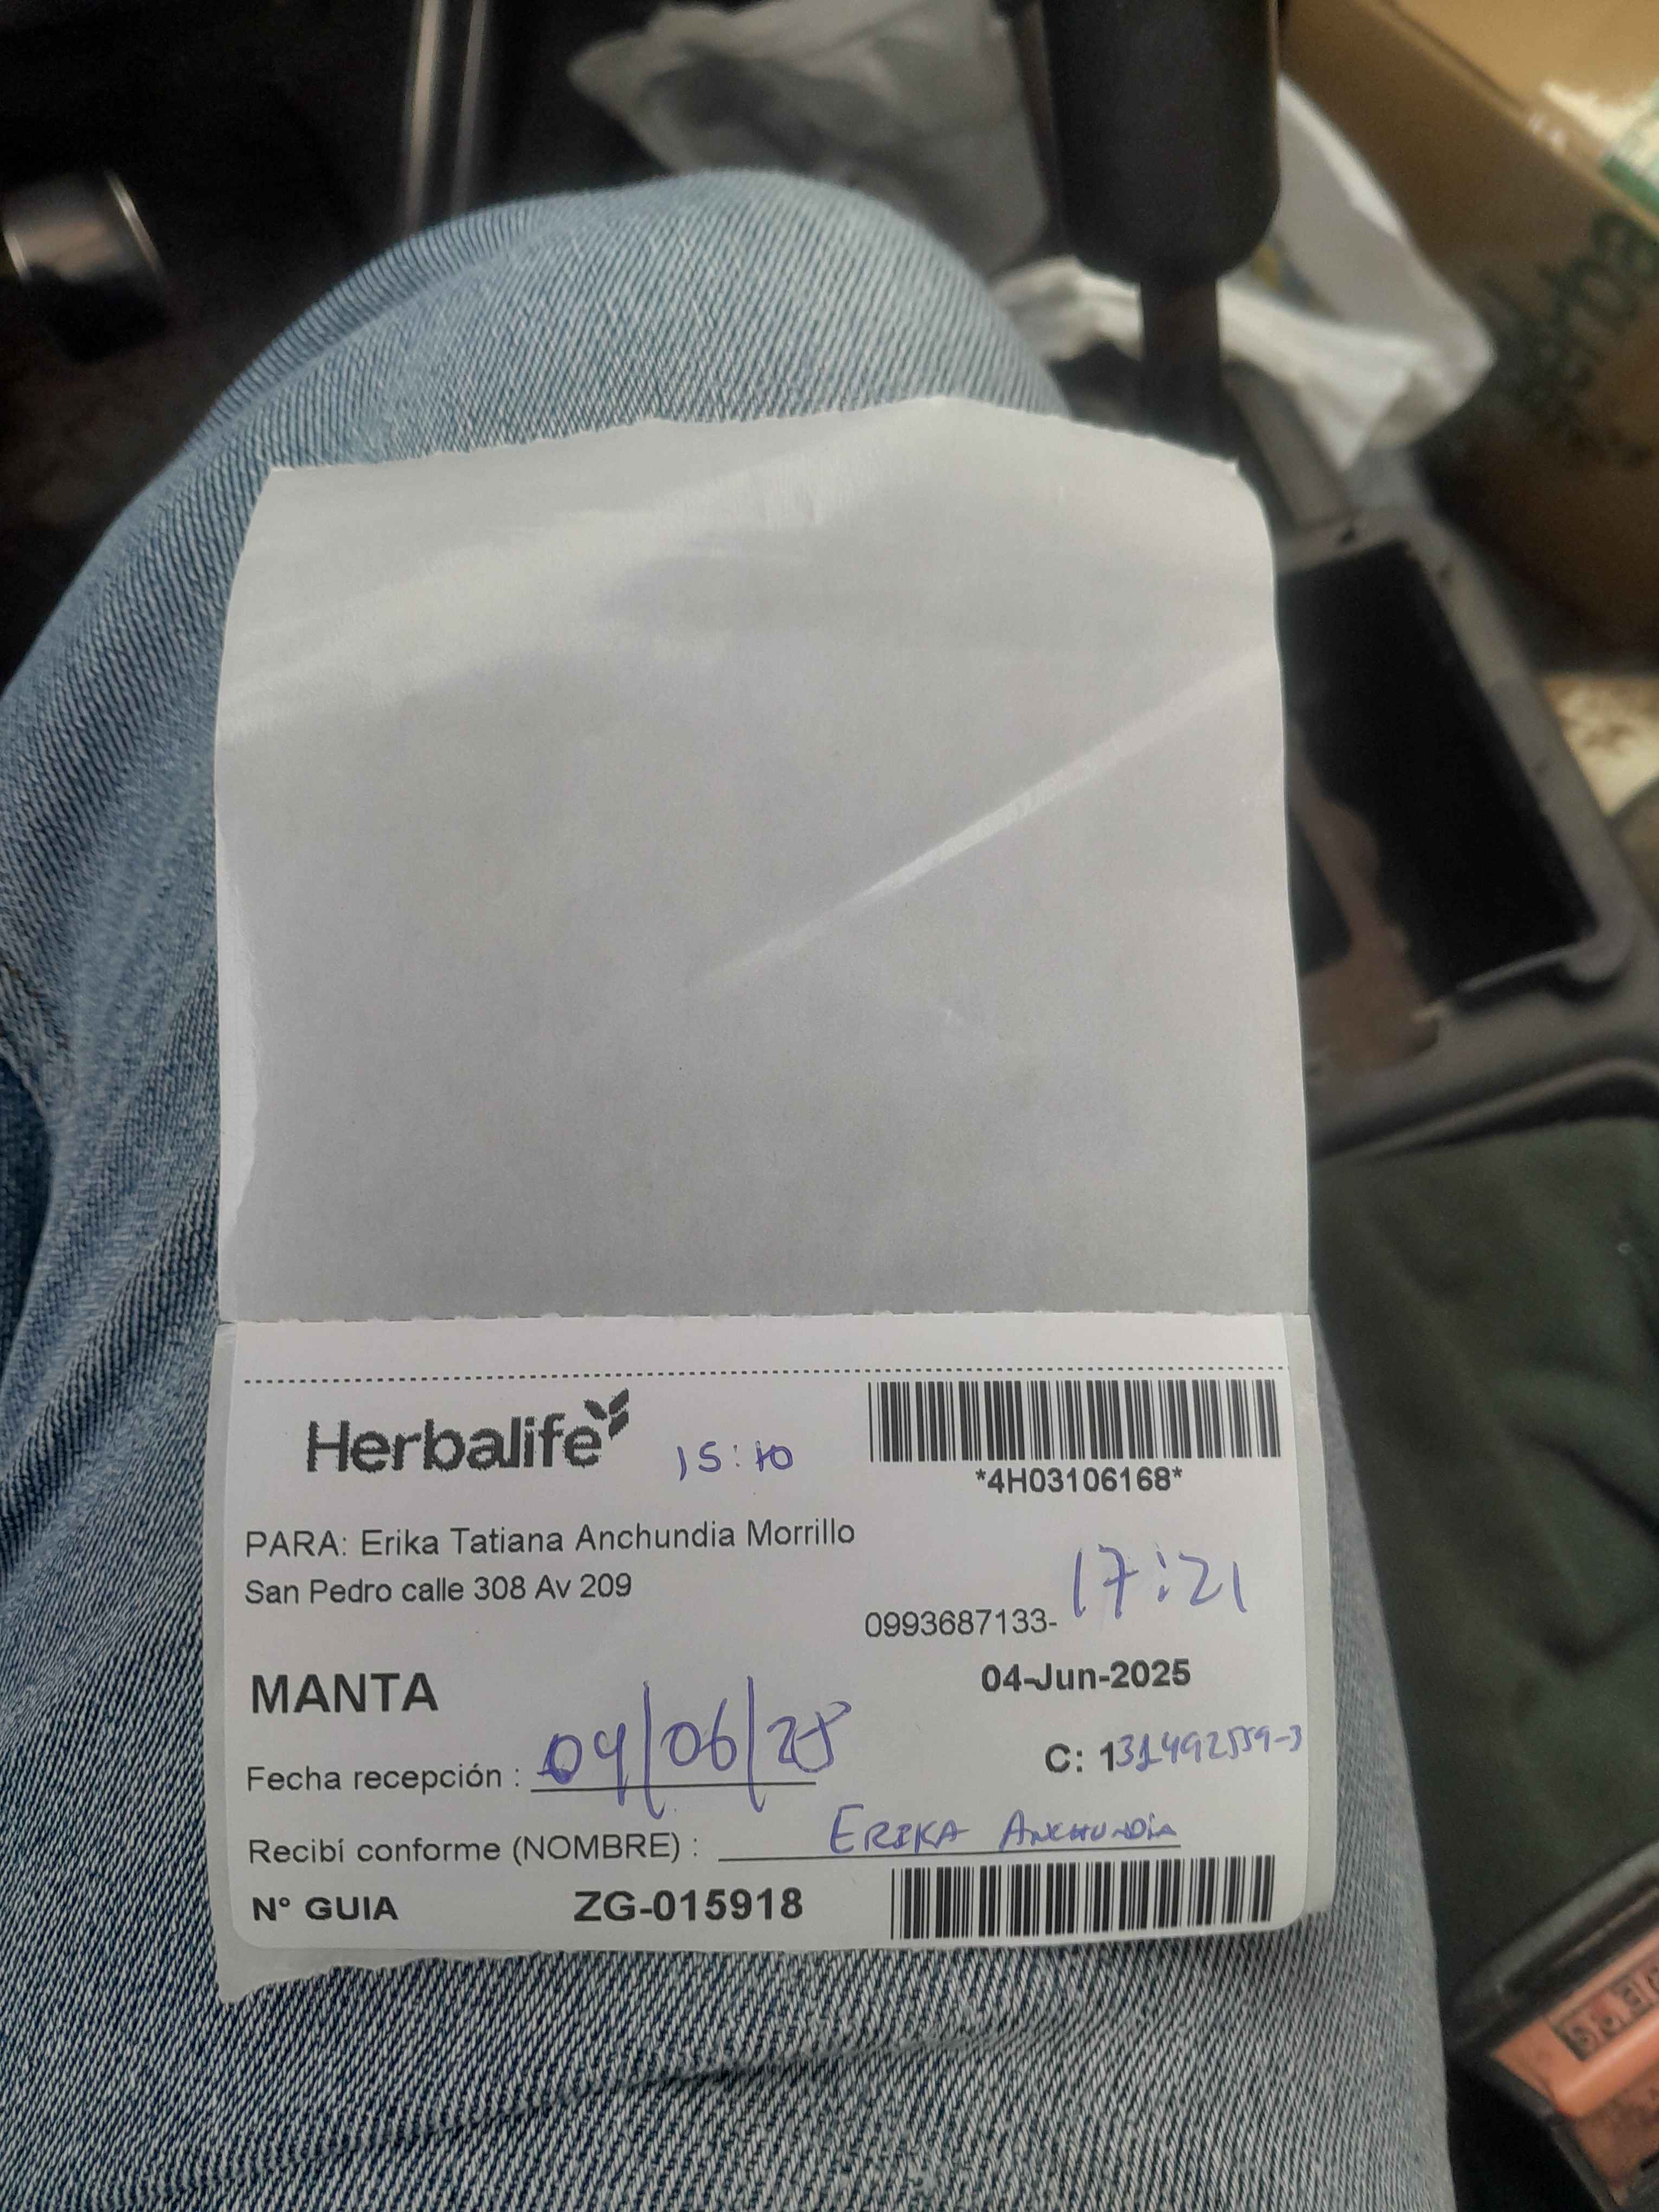 Herbalife
15:10
*4H03106168*
PARA: Erika Tatiana Anchundia Morrillo
San Pedro calle 308 Av 209
0993687133-
17:21
MANTA
04-Jun-2025
Fecha recepción : 09/06/25
C: 131492559-3
Recibí conforme (NOMBRE) : ERIKA ANCHUNDIA
N° GUIA ZG-015918